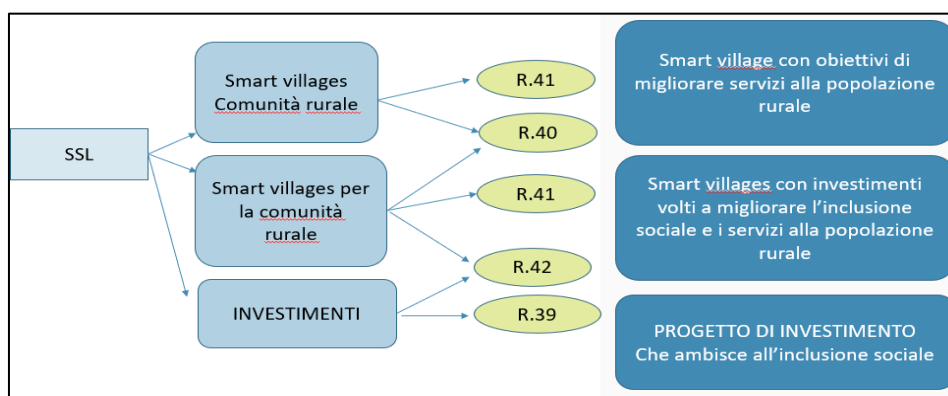 SSL
Smart villages
Comunità rurale
Smart villages per
la comunità
rurale
INVESTIMENTI
R.41
R.40
R.41
R.42
R.39
Smart village con obiettivi di
migliorare servizi alla popolazione
rurale
Smart villages con investimenti
volti a migliorare l'inclusione
sociale e i servizi alla popolazione
rurale
PROGETTO DI INVESTIMENTO
Che ambisce all'inclusione sociale